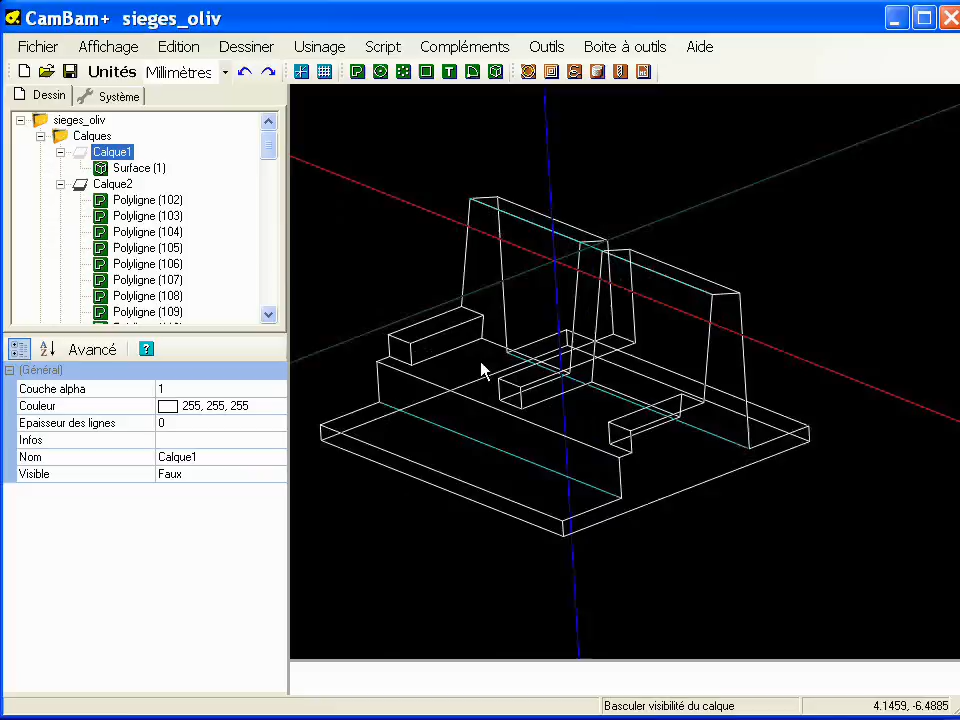 CamBam+ sieges_oliv
Fichier Affichage Edition Dessiner Usinage Script Compléments Outils Boite à outils Aide
Unités Millimètres
Dessin Système
sieges_oliv
Calques
Calque1
Surface (1)
Calque2
Polyligne (102)
Polyligne (103)
Polyligne (104)
Polyligne (105)
Polyligne (106)
Polyligne (107)
Polyligne (108)
Polyligne (109)
Avancé
(Général)
Couche alpha 1
Couleur 255, 255, 255
Epaisseur des lignes 0
Infos
Nom Calque1
Visible Faux
Basculer visibilité du calque 4.1459, -6.4885